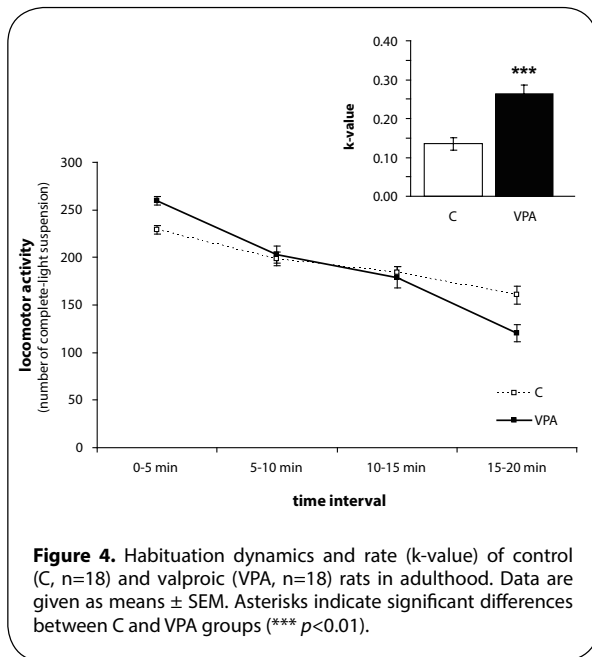 0.40
***
0.30
k-value
0.20
0.10
0.00
C
VPA
300
250
200
150
100
50
0
locomotor activity
(number of complete-light suspension)
C
VPA
0-5 min
5-10 min
10-15 min
15-20 min
time interval
Figure 4. Habituation dynamics and rate (k-value) of control
(C, n=18) and valproic (VPA, n=18) rats in adulthood. Data are
given as means ± SEM. Asterisks indicate significant differences
between C and VPA groups (*** p<0.01).